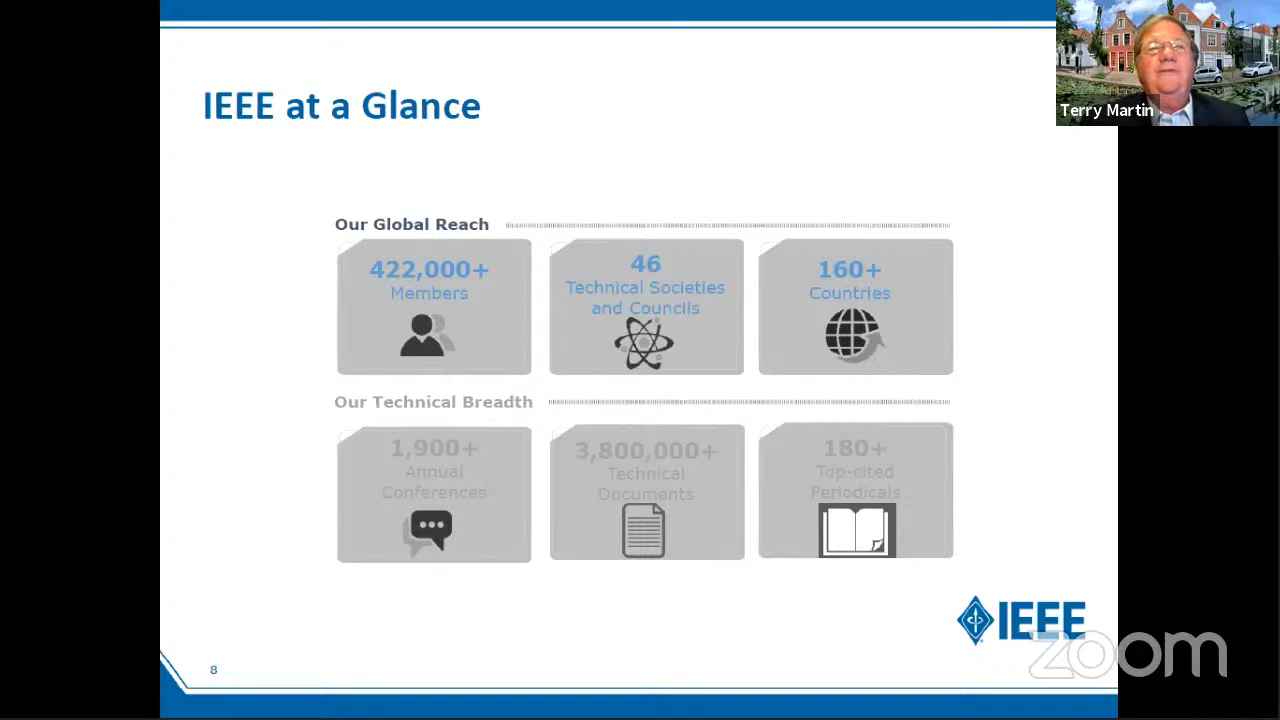 IEEE at a Glance
Terry Martin
Our Global Reach
422,000+
Members
46
Technical Societies
and Councils
160+
Countries
Our Technical Breadth
1,900+
Annual
Conferences
3,800,000+
Technical
Documents
180+
Top-cited
Periodicals
IEEE
zoom
8